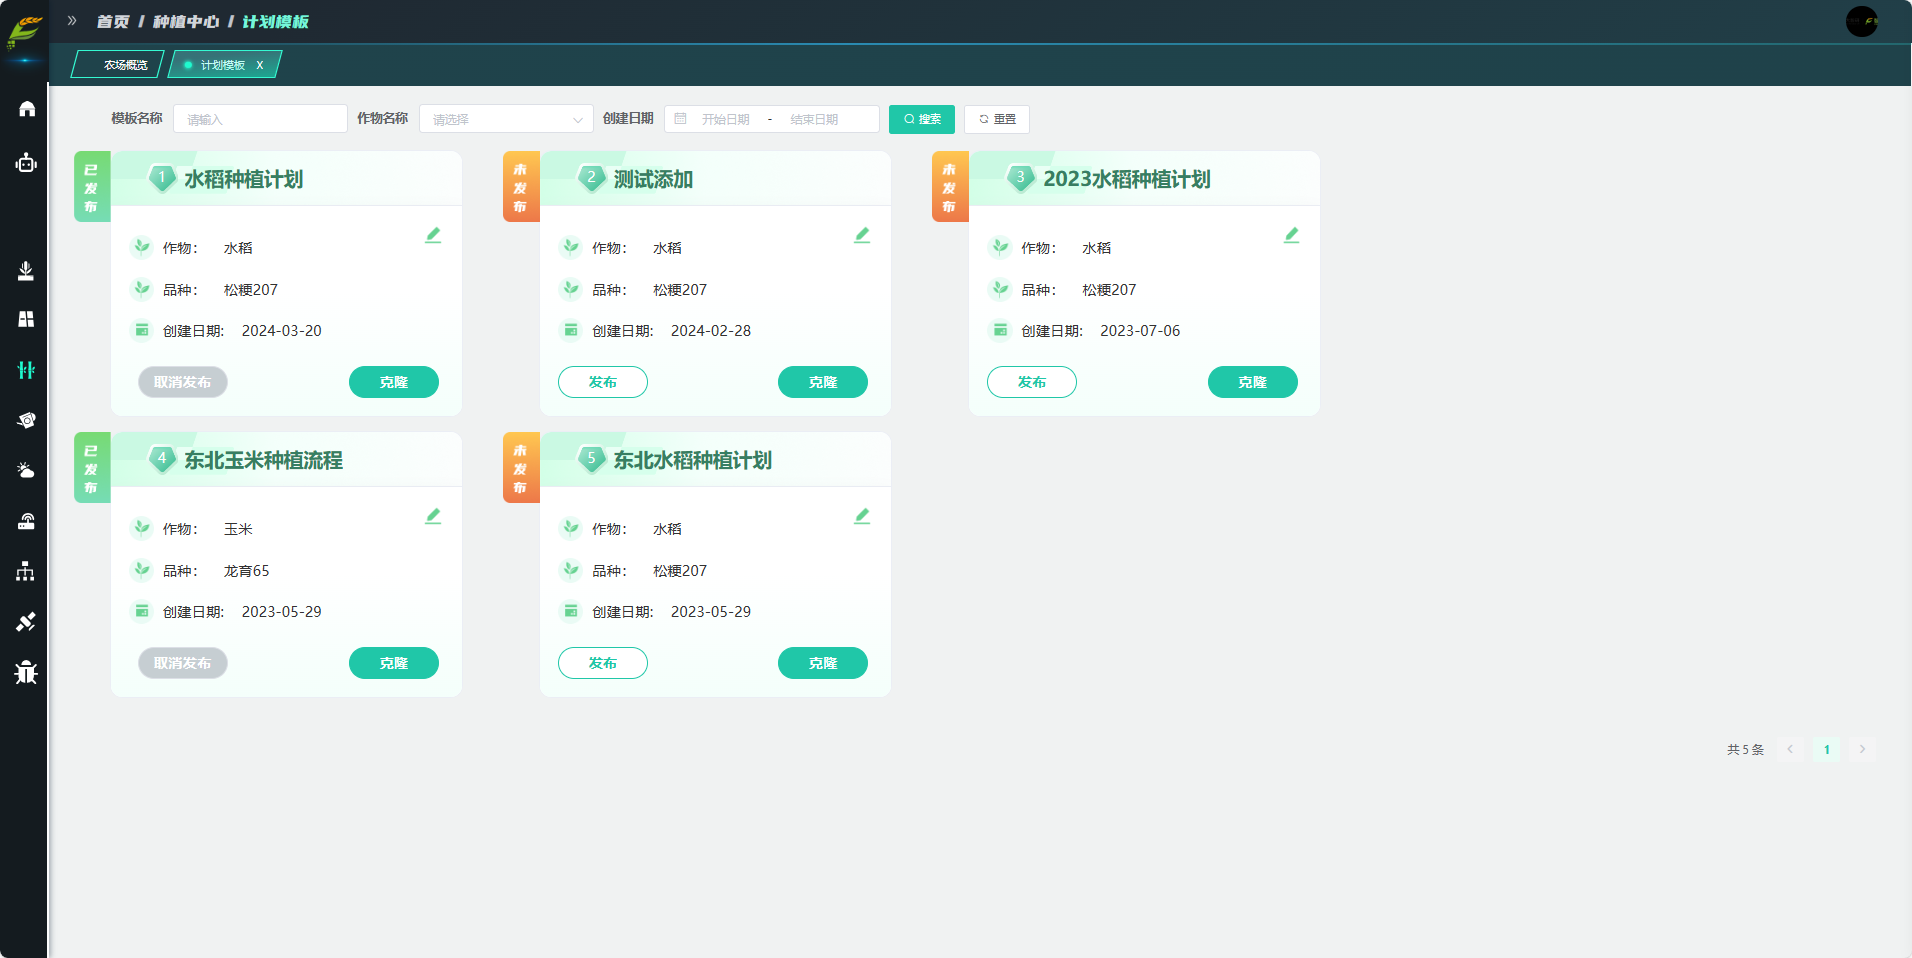 首页 / 种植中心 / 计划模板
农场概览
计划模板 X
模板名称 请输入 作物名称 请选择 创建日期 开始日期 - 结束日期 搜索 重置
已发布
1 水稻种植计划
作物： 水稻
品种： 松粳207
创建日期: 2024-03-20
取消发布 克隆
未发布
2 测试添加
作物： 水稻
品种： 松粳207
创建日期: 2024-02-28
发布 克隆
未发布
3 2023水稻种植计划
作物： 水稻
品种： 松粳207
创建日期: 2023-07-06
发布 克隆
已发布
4 东北玉米种植流程
作物： 玉米
品种： 龙育65
创建日期: 2023-05-29
取消发布 克隆
未发布
5 东北水稻种植计划
作物： 水稻
品种： 松粳207
创建日期: 2023-05-29
发布 克隆
共 5 条 1